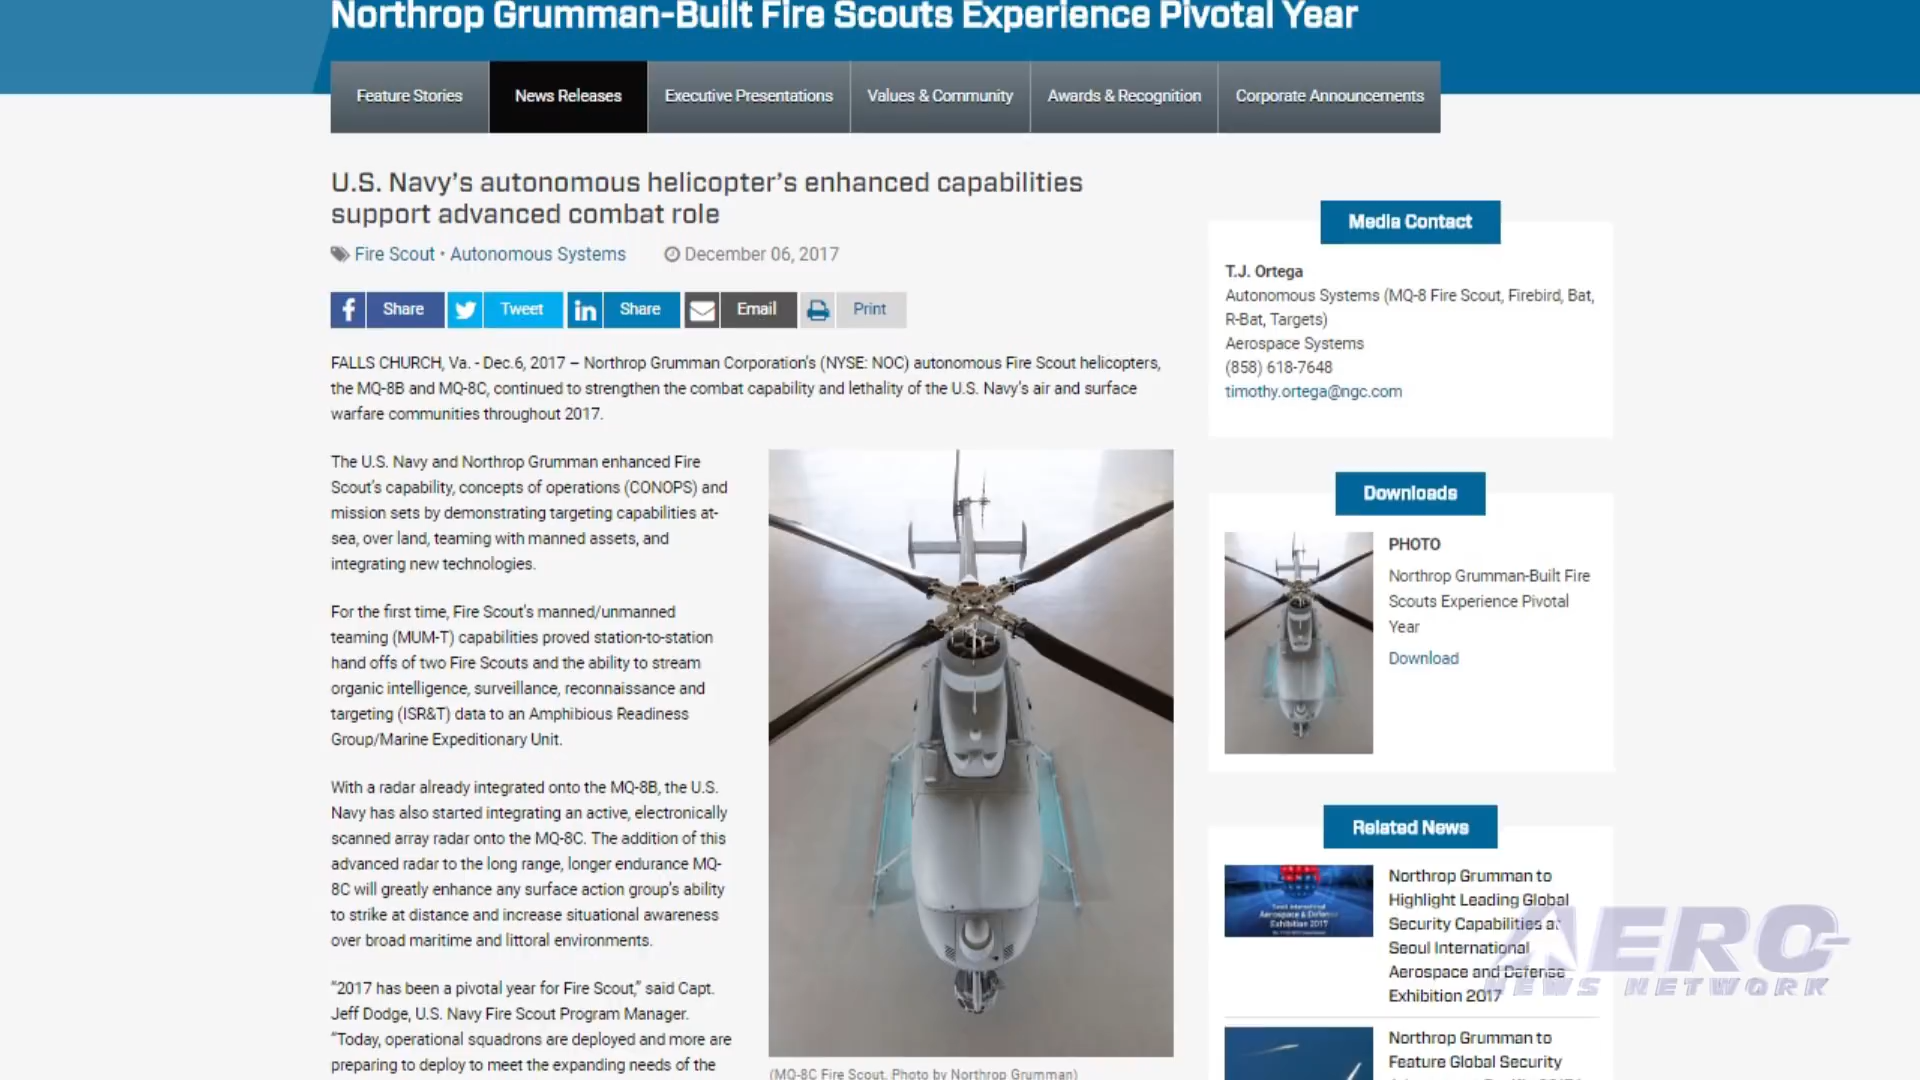 Northrop Grumman-Built Fire Scouts Experience Pivotal Year
Feature Stories
News Releases
Executive Presentations
Values & Community
Awards & Recognition
Corporate Announcements
U.S. Navy's autonomous helicopter's enhanced capabilities
support advanced combat role
Fire Scout • Autonomous Systems
December 06, 2017
Share
Tweet
Share
Email
Print
FALLS CHURCH, Va. - Dec.6, 2017 – Northrop Grumman Corporation's (NYSE: NOC) autonomous Fire Scout helicopters,
the MQ-8B and MQ-8C, continued to strengthen the combat capability and lethality of the U.S. Navy's air and surface
warfare communities throughout 2017.
The U.S. Navy and Northrop Grumman enhanced Fire
Scout's capability, concepts of operations (CONOPS) and
mission sets by demonstrating targeting capabilities at-
sea, over land, teaming with manned assets, and
integrating new technologies.
For the first time, Fire Scout's manned/unmanned
teaming (MUM-T) capabilities proved station-to-station
hand offs of two Fire Scouts and the ability to stream
organic intelligence, surveillance, reconnaissance and
targeting (ISR&T) data to an Amphibious Readiness
Group/Marine Expeditionary Unit.
With a radar already integrated onto the MQ-8B, the U.S.
Navy has also started integrating an active, electronically
scanned array radar onto the MQ-8C. The addition of this
advanced radar to the long range, longer endurance MQ-
8C will greatly enhance any surface action group's ability
to strike at distance and increase situational awareness
over broad maritime and littoral environments.
"2017 has been a pivotal year for Fire Scout," said Capt.
Jeff Dodge, U.S. Navy Fire Scout Program Manager.
"Today, operational squadrons are deployed and more are
preparing to deploy to meet the expanding needs of the
(MQ-8C Fire Scout. Photo by Northrop Grumman)
Media Contact
T.J. Ortega
Autonomous Systems (MQ-8 Fire Scout, Firebird, Bat,
R-Bat, Targets)
Aerospace Systems
(858) 618-7648
timothy.ortega@ngc.com
Downloads
PHOTO
Northrop Grumman-Built Fire
Scouts Experience Pivotal
Year
Download
Related News
Seoul International
Aerospace & Defense
Exhibition 2017
Northrop Grumman to
Highlight Leading Global
Security Capabilities at
Seoul International
Aerospace and Defense
Exhibition 2017
Northrop Grumman to
Feature Global Security
AERO
NEWS NETWORK